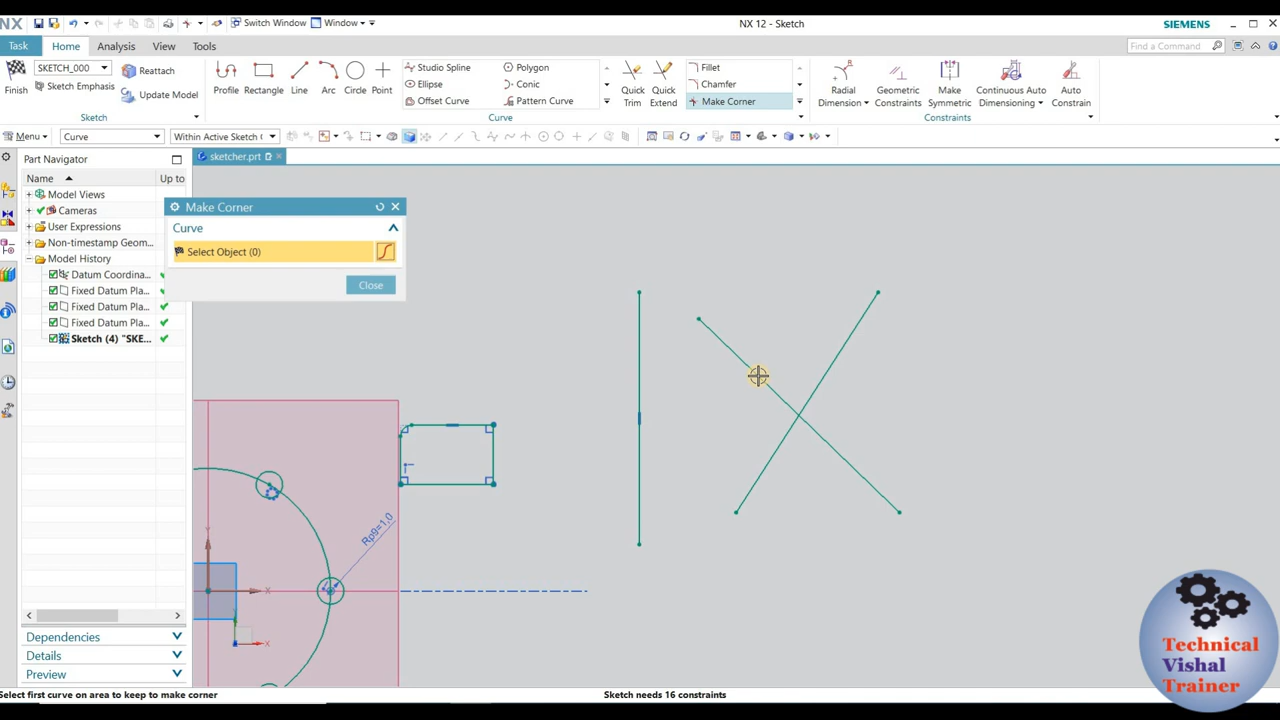 NX
Switch Window
Window
NX 12 - Sketch
SIEMENS
Task
Home
Analysis
View
Tools
Find a Command
Finish
SKETCH_000
Sketch Emphasis
Reattach
Update Model
Sketch
Profile
Rectangle
Line
Arc
Circle
Point
Studio Spline
Ellipse
Offset Curve
Polygon
Conic
Pattern Curve
Quick
Trim
Quick
Extend
Fillet
Chamfer
Make Corner
Curve
Radial
Dimension
Geometric
Constraints
Make
Symmetric
Continuous Auto
Dimensioning
Auto
Constrain
Constraints
Menu
Curve
Within Active Sketch (
Part Navigator
sketcher.prt
Name
Up to
Model Views
Cameras
User Expressions
Non-timestamp Geom...
Model History
Datum Coordina...
Fixed Datum Pla...
Fixed Datum Pla...
Fixed Datum Pla...
Sketch (4) "SKE...
Make Corner
Curve
Select Object (0)
Close
Rp9=1,0
Y
X
X
Dependencies
Details
Preview
Technical
Vishal
Trainer
Select first curve on area to keep to make corner
Sketch needs 16 constraints